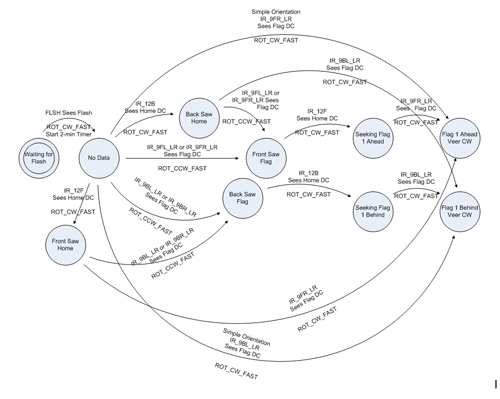 Simple Orientation
IR_9FR_LR
Sees Flag DC
ROT_CW_FAST
IR_9BL_LR
Sees Flag DC
ROT_CW_FAST
FLSH Sees Flash
ROT_CW_FAST
Start 2-min Timer
IR_12B
Sees Home DC
ROT_CW_FAST
Back Saw
Home
IR_9FL_LR or
IR_9FR_LR Sees
Flag DC
ROT_CCW_FAST
IR_12F
Sees Home DC
ROT_CW_FAST
Seeking Flag
1 Ahead
IR_9FR_LR
Sees Flag DC
ROT_CW_FAST
Flag 1 Ahead
Veer CW
Waiting for
Flash
No Data
IR_9FL_LR or IR_9FR_LR
Sees Flag DC
ROT_CCW_FAST
Front Saw
Flag
IR_12F
Sees Home DC
ROT_CW_FAST
Front Saw
Home
IR_9BL_LR or IR_9BR_LR
Sees Flag DC
ROT_CCW_FAST
Back Saw
Flag
IR_12B
Sees Home DC
ROT_CW_FAST
Seeking Flag
1 Behind
IR_9BL_LR
Sees Flag DC
ROT_CW_FAST
Flag 1 Behind
Veer CW
IR_9BL_LR or IR_9BR_LR
Sees Flag DC
ROT_CCW_FAST
IR_9FR_LR
Sees Flag DC
ROT_CW_FAST
Simple Orientation
IR_9BL_LR
Sees Flag DC
ROT_CW_FAST
I